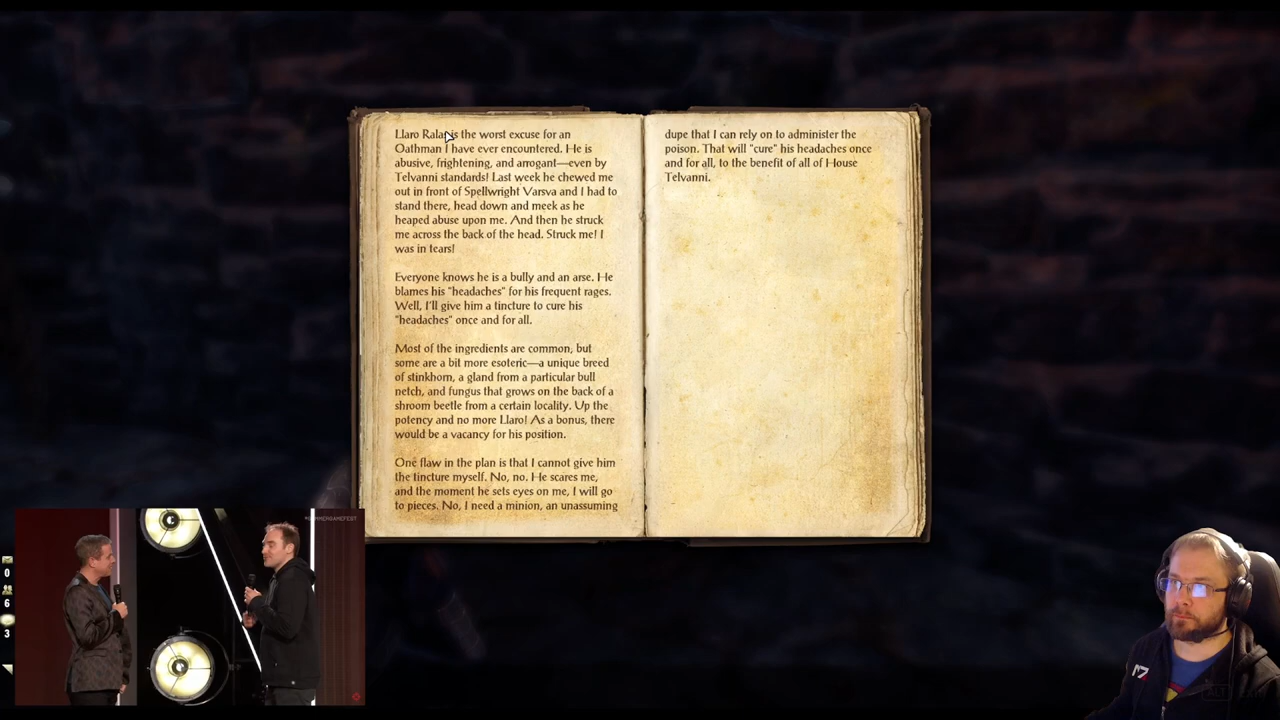 Llaro Ralas is the worst excuse for an
Oathman I have ever encountered. He is
abusive, frightening, and arrogant—even by
Telvanni standards! Last week he chewed me
out in front of Spellwright Varsva and I had to
stand there, head down and meek as he
heaped abuse upon me. And then he struck
me across the back of the head. Struck me! I
was in tears!
Everyone knows he is a bully and an arse. He
blames his "headaches" for his frequent rages.
Well, I'll give him a tincture to cure his
"headaches" once and for all.
Most of the ingredients are common, but
some are a bit more esoteric—a unique breed
of stinkhorn, a gland from a particular bull
netch, and fungus that grows on the back of a
shroom beetle from a certain locality. Up the
potency and no more Llaro! As a bonus, there
would be a vacancy for his position.
One flaw in the plan is that I cannot give him
the tincture myself. No, no. He scares me,
and the moment he sets eyes on me, I will go
to pieces. No, I need a minion, an unassuming
dupe that I can rely on to administer the
poison. That will "cure" his headaches once
and for all, to the benefit of all of House
Telvanni.
0
6
3
N7
ALT